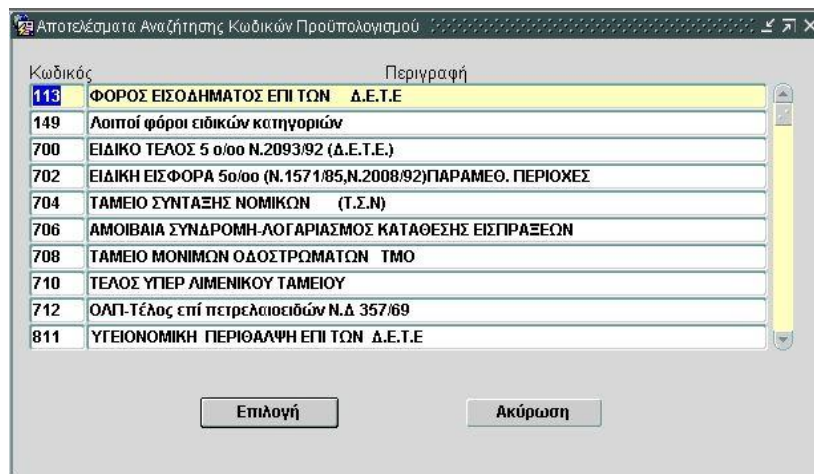 Αποτελέσματα Αναζήτησης Κωδικών Προϋπολογισμού
Κωδικός Περιγραφή
113 ΦΟΡΟΣ ΕΙΣΟΔΗΜΑΤΟΣ ΕΠΙ ΤΩΝ Δ.Ε.Τ.Ε
149 Λοιποί φόροι ειδικών κατηγοριών
700 ΕΙΔΙΚΟ ΤΕΛΟΣ 5 ο/οο Ν.2093/92 (Δ.Ε.Τ.Ε.)
702 ΕΙΔΙΚΗ ΕΙΣΦΟΡΑ 5ο/οο (Ν.1571/85,Ν.2008/92)ΠΑΡΑΜΕΘ. ΠΕΡΙΟΧΕΣ
704 ΤΑΜΕΙΟ ΣΥΝΤΑΞΗΣ ΝΟΜΙΚΩΝ (Τ.Σ.Ν)
706 ΑΜΟΙΒΑΙΑ ΣΥΝΔΡΟΜΗ-ΛΟΓΑΡΙΑΣΜΟΣ ΚΑΤΑΘΕΣΗΣ ΕΙΣΠΡΑΞΕΩΝ
708 ΤΑΜΕΙΟ ΜΟΝΙΜΩΝ ΟΔΟΣΤΡΩΜΑΤΩΝ ΤΜΟ
710 ΤΕΛΟΣ ΥΠΕΡ ΛΙΜΕΝΙΚΟΥ ΤΑΜΕΙΟΥ
712 ΟΛΠ-Τέλος επί πετρελαιοειδών Ν.Δ 357/69
811 ΥΓΕΙΟΝΟΜΙΚΗ ΠΕΡΙΘΑΛΨΗ ΕΠΙ ΤΩΝ Δ.Ε.Τ.Ε
Επιλογή Ακύρωση